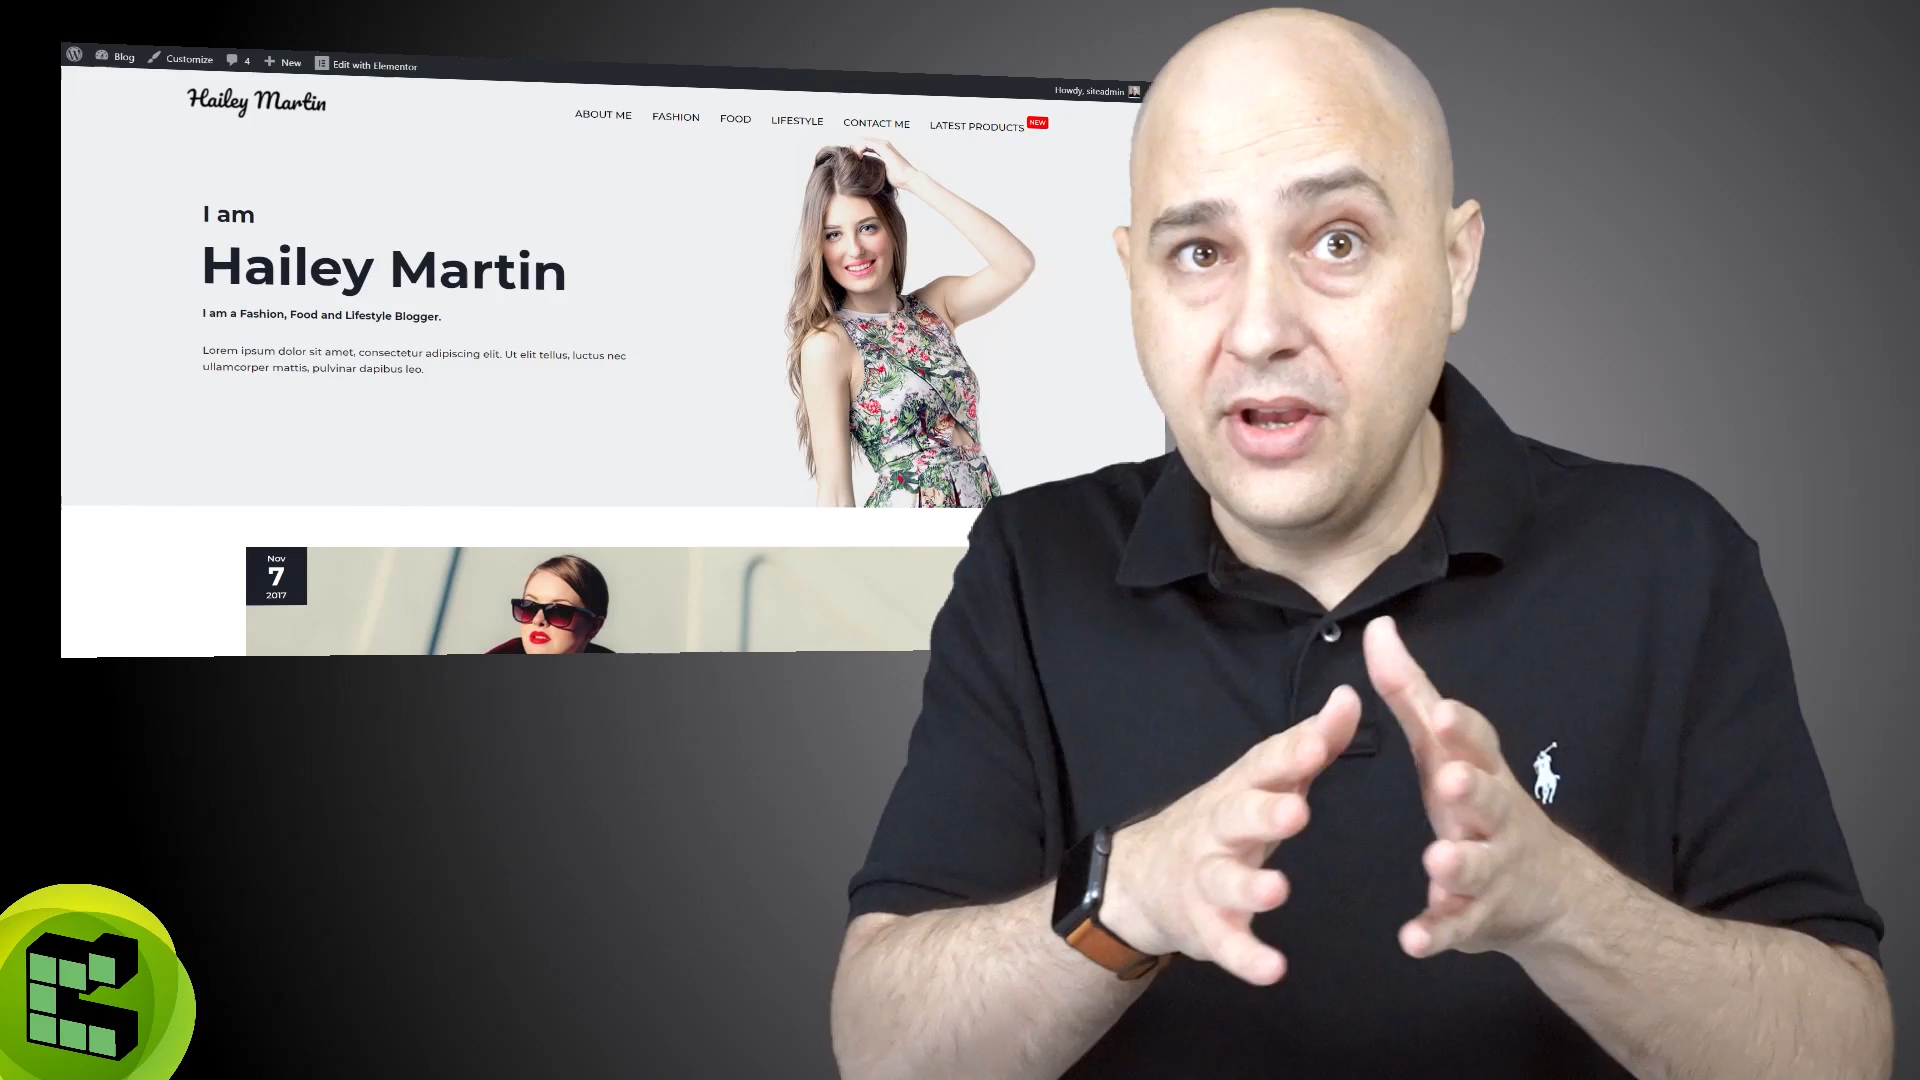 Blog Customize 4 New Edit with Elementor
Howdy, siteadmin
Hailey Martin
ABOUT ME FASHION FOOD LIFESTYLE CONTACT ME LATEST PRODUCTS NEW
I am
Hailey Martin
I am a Fashion, Food and Lifestyle Blogger.
Lorem ipsum dolor sit amet, consectetur adipiscing elit. Ut elit tellus, luctus nec
ullamcorper mattis, pulvinar dapibus leo.
Nov
7
2017